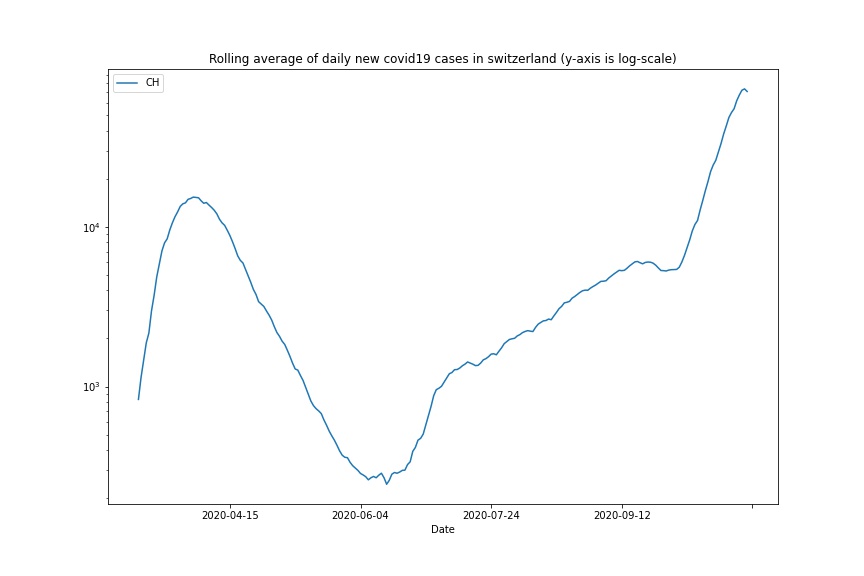 Rolling average of daily new covid19 cases in switzerland (y-axis is log-scale)
CH
10⁴
10³
2020-04-15 2020-06-04 2020-07-24 2020-09-12
Date